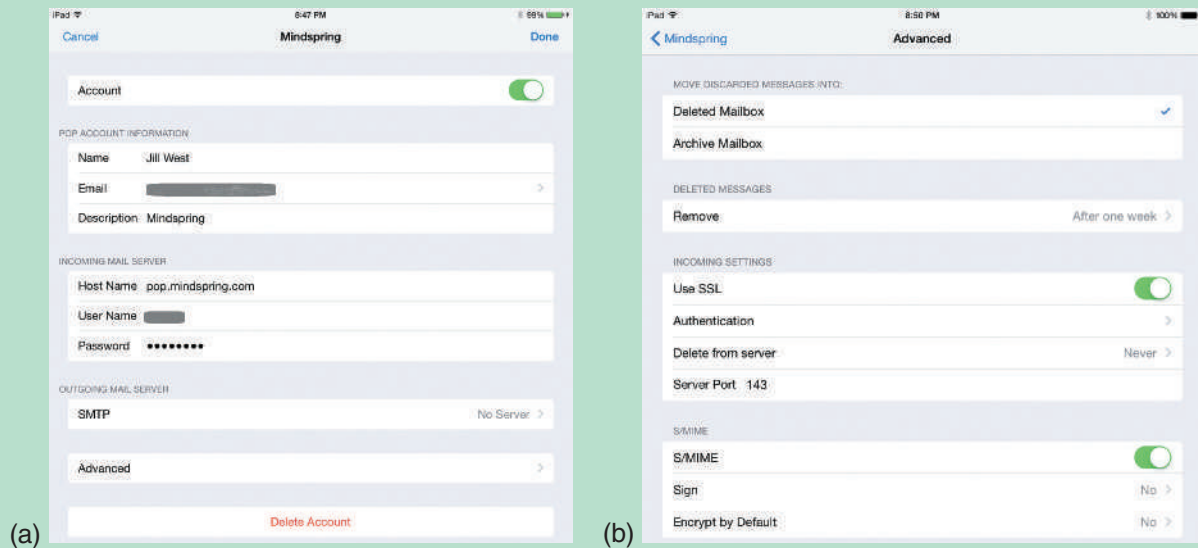 iPad 8:47 PM 99%
Cancel Mindspring Done
Account
POP ACCOUNT INFORMATION
Name Jill West
Email
Description Mindspring
INCOMING MAIL SERVER
Host Name pop.mindspring.com
User Name
Password ••••••••
OUTGOING MAIL SERVER
SMTP No Server >
Advanced >
Delete Account
(a)
iPad 8:50 PM 100%
< Mindspring Advanced
MOVE DISCARDED MESSAGES INTO:
Deleted Mailbox ✓
Archive Mailbox
DELETED MESSAGES
Remove After one week >
INCOMING SETTINGS
Use SSL
Authentication >
Delete from server Never >
Server Port 143
S/MIME
S/MIME
Sign No >
Encrypt by Default No >
(b)